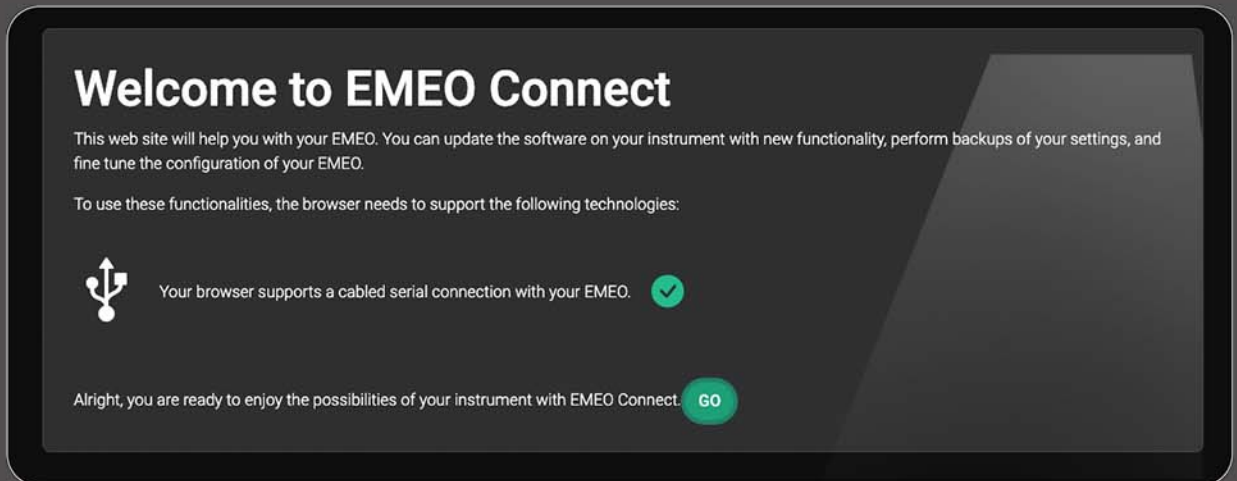 Welcome to EMEO Connect
This web site will help you with your EMEO. You can update the software on your instrument with new functionality, perform backups of your settings, and
fine tune the configuration of your EMEO.
To use these functionalities, the browser needs to support the following technologies:
Your browser supports a cabled serial connection with your EMEO.
Alright, you are ready to enjoy the possibilities of your instrument with EMEO Connect. GO